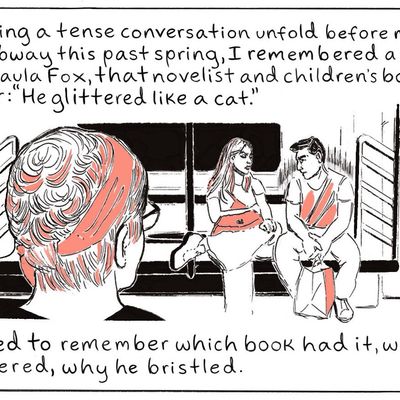 ing a tense conversation unfold before m
bway this past spring, I remembered a
aula Fox, that novelist and children's bo
r: "He glittered like a cat."
ed to remember which book had it, w
ered, why he bristled.